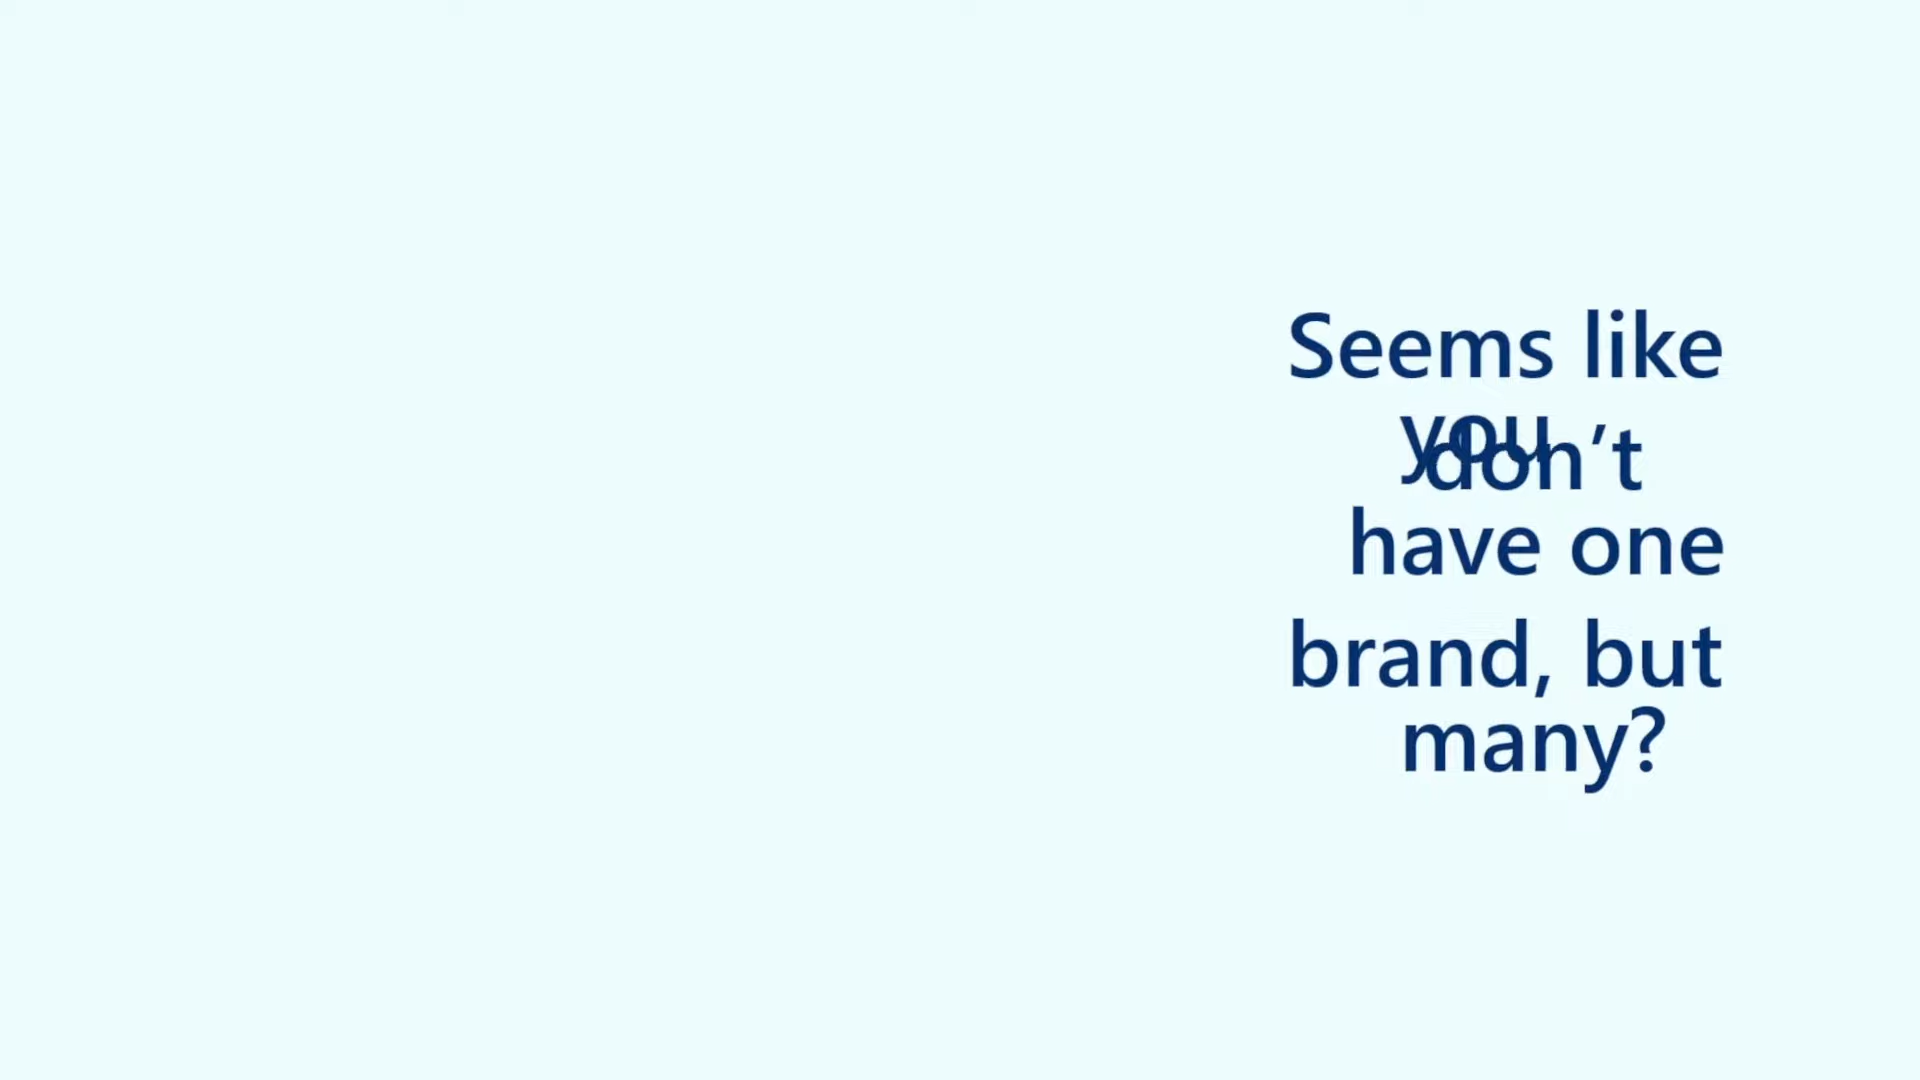 Seems like
you
don’t
have one
brand, but
many?